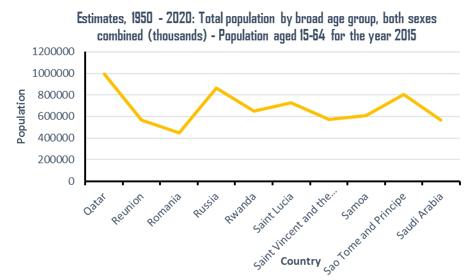 Estimates, 1950 - 2020: Total population by broad age group, both sexes
combined (thousands) - Population aged 15-64 for the year 2015
1200000
1000000
800000
600000
400000
200000
0
Population
Qatar
Reunion
Romania
Russia
Rwanda
Saint Lucia
Saint Vincent and the...
Samoa
Sao Tome and Principe
Saudi Arabia
Country